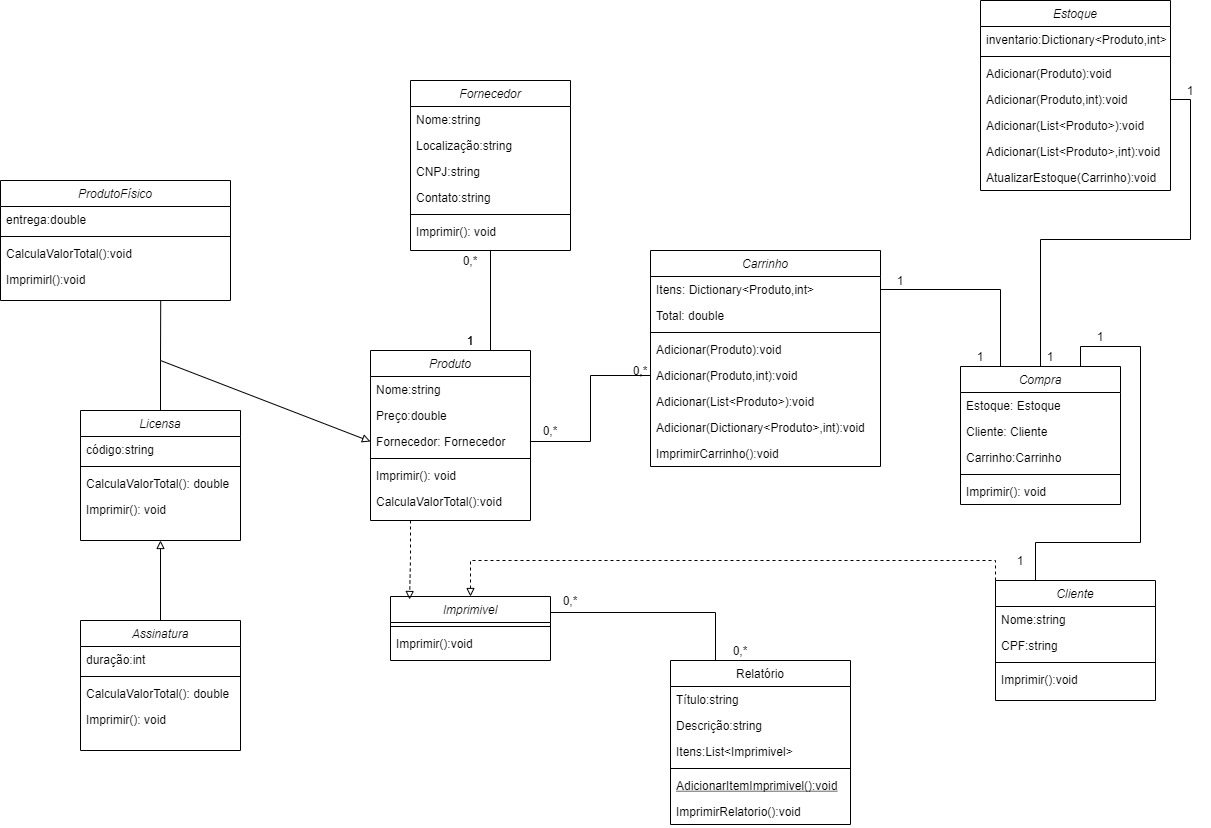 Estoque
inventario:Dictionary<Produto,int>
Adicionar(Produto):void
Adicionar(Produto,int):void
Adicionar(List<Produto>):void
Adicionar(List<Produto>,int):void
AtualizarEstoque(Carrinho):void
1
Fornecedor
Nome:string
Localização:string
CNPJ:string
Contato:string
Imprimir(): void
0,*
1
ProdutoFísico
entrega:double
CalculaValorTotal():void
Imprimirl():void
Carrinho
Itens: Dictionary<Produto,int>
Total: double
Adicionar(Produto):void
Adicionar(Produto,int):void
Adicionar(List<Produto>):void
Adicionar(Dictionary<Produto>,int):void
ImprimirCarrinho():void
1
0,*
Produto
Nome:string
Preço:double
Fornecedor: Fornecedor
Imprimir(): void
CalculaValorTotal():void
0,*
1
1
1
Compra
Estoque: Estoque
Cliente: Cliente
Carrinho:Carrinho
Imprimir(): void
Licensa
código:string
CalculaValorTotal(): double
Imprimir(): void
Assinatura
duração:int
CalculaValorTotal(): double
Imprimir(): void
Imprimivel
Imprimir():void
0,*
0,*
1
Cliente
Nome:string
CPF:string
Imprimir():void
Relatório
Título:string
Descrição:string
Itens:List<Imprimivel>
AdicionarItemImprimivel():void
ImprimirRelatorio():void